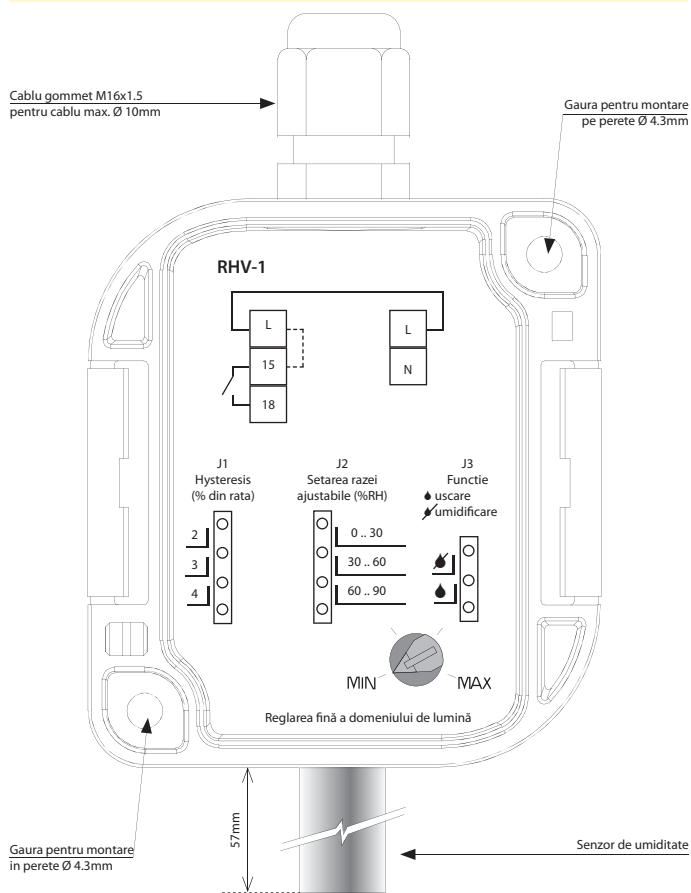 Cablu gommet M16x1.5
pentru cablu max. Ø 10mm
Gaura pentru montare
pe perete Ø 4.3mm
RHV-1
L
15
18
L
N
J1
Hysteresis
(% din rata)
2
3
4
J2
Setarea razei
ajustabile (%RH)
0 .. 30
30 .. 60
60 .. 90
J3
Functie
uscare
umidificare
MIN
MAX
Reglarea fină a domeniului de lumină
57mm
Gaura pentru montare
in perete Ø 4.3mm
Senzor de umiditate